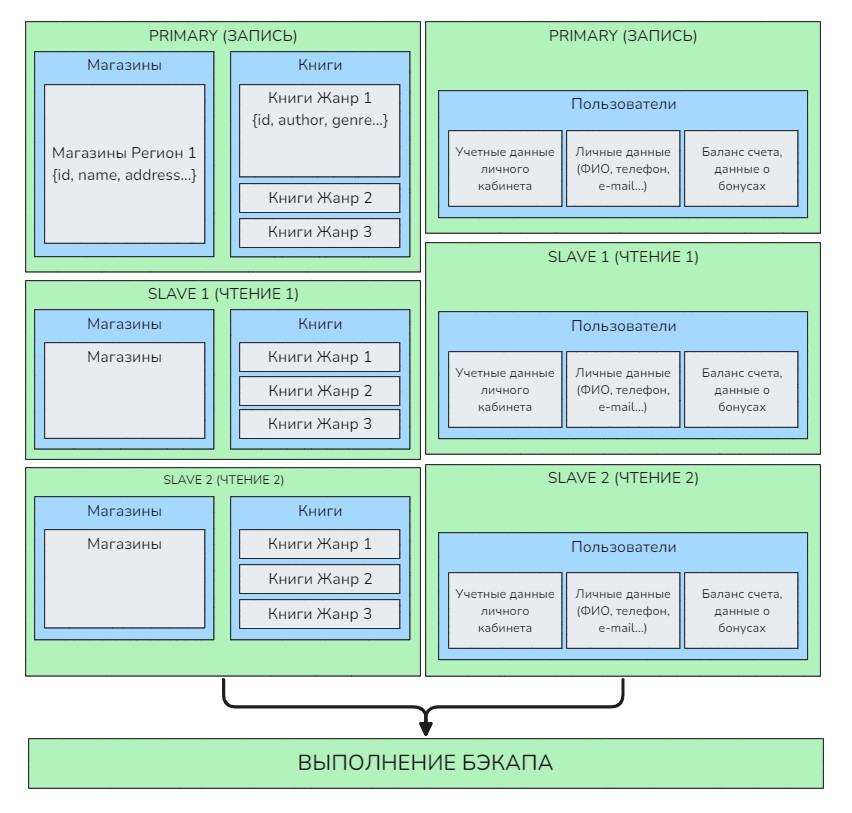 PRIMARY (ЗАПИСЬ)
Магазины
Магазины Регион 1
{id, name, address...}
Книги
Книги Жанр 1
{id, author, genre...}
Книги Жанр 2
Книги Жанр 3
SLAVE 1 (ЧТЕНИЕ 1)
Магазины
Магазины
Книги
Книги Жанр 1
Книги Жанр 2
Книги Жанр 3
SLAVE 2 (ЧТЕНИЕ 2)
Магазины
Магазины
Книги
Книги Жанр 1
Книги Жанр 2
Книги Жанр 3
PRIMARY (ЗАПИСЬ)
Пользователи
Учетные данные
личного
кабинета
Личные данные
(ФИО, телефон,
e-mail...)
Баланс счета,
данные о
бонусах
SLAVE 1 (ЧТЕНИЕ 1)
Пользователи
Учетные данные
личного
кабинета
Личные данные
(ФИО, телефон,
e-mail...)
Баланс счета,
данные о
бонусах
SLAVE 2 (ЧТЕНИЕ 2)
Пользователи
Учетные данные
личного
кабинета
Личные данные
(ФИО, телефон,
e-mail...)
Баланс счета,
данные о
бонусах
ВЫПОЛНЕНИЕ БЭКАПА